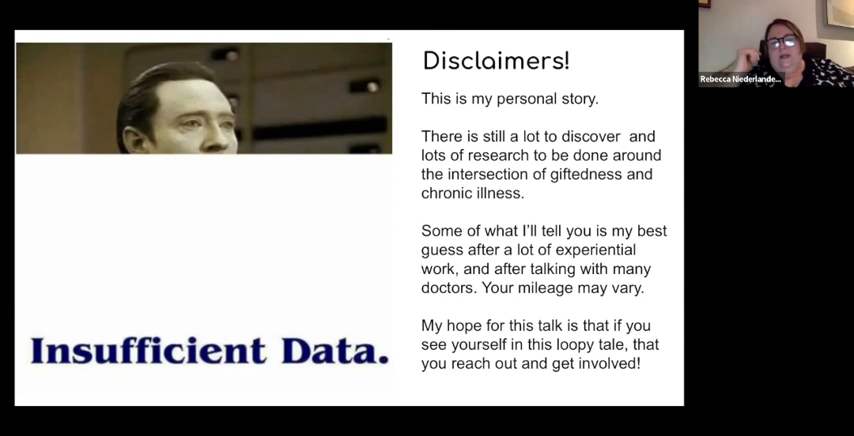 Disclaimers!
This is my personal story.
There is still a lot to discover and
lots of research to be done around
the intersection of giftedness and
chronic illness.
Some of what I'll tell you is my best
guess after a lot of experiential
work, and after talking with many
doctors. Your mileage may vary.
My hope for this talk is that if you
see yourself in this loopy tale, that
you reach out and get involved!
Insufficient Data.
Rebecca Niederlande...